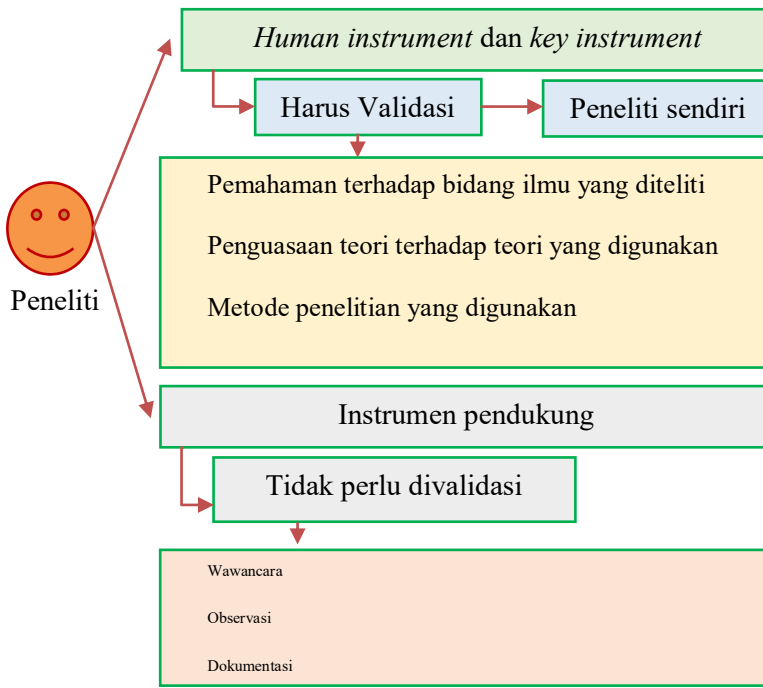 Human instrument dan key instrument
Harus Validasi
Peneliti sendiri
Pemahaman terhadap bidang ilmu yang diteliti
Penguasaan teori terhadap teori yang digunakan
Metode penelitian yang digunakan
Peneliti
Instrumen pendukung
Tidak perlu divalidasi
Wawancara
Observasi
Dokumentasi